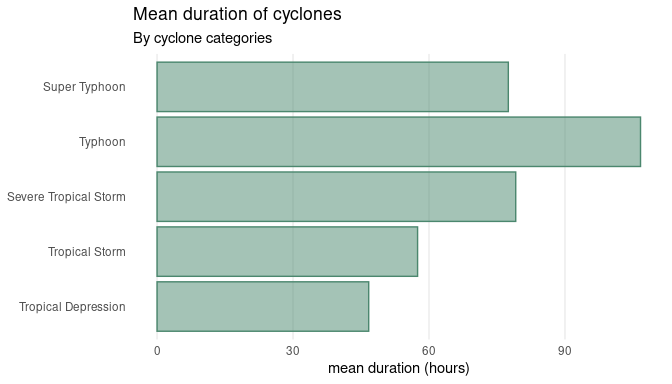 Mean duration of cyclones
By cyclone categories
Super Typhoon
Typhoon
Severe Tropical Storm
Tropical Storm
Tropical Depression
0 30 60 90
mean duration (hours)